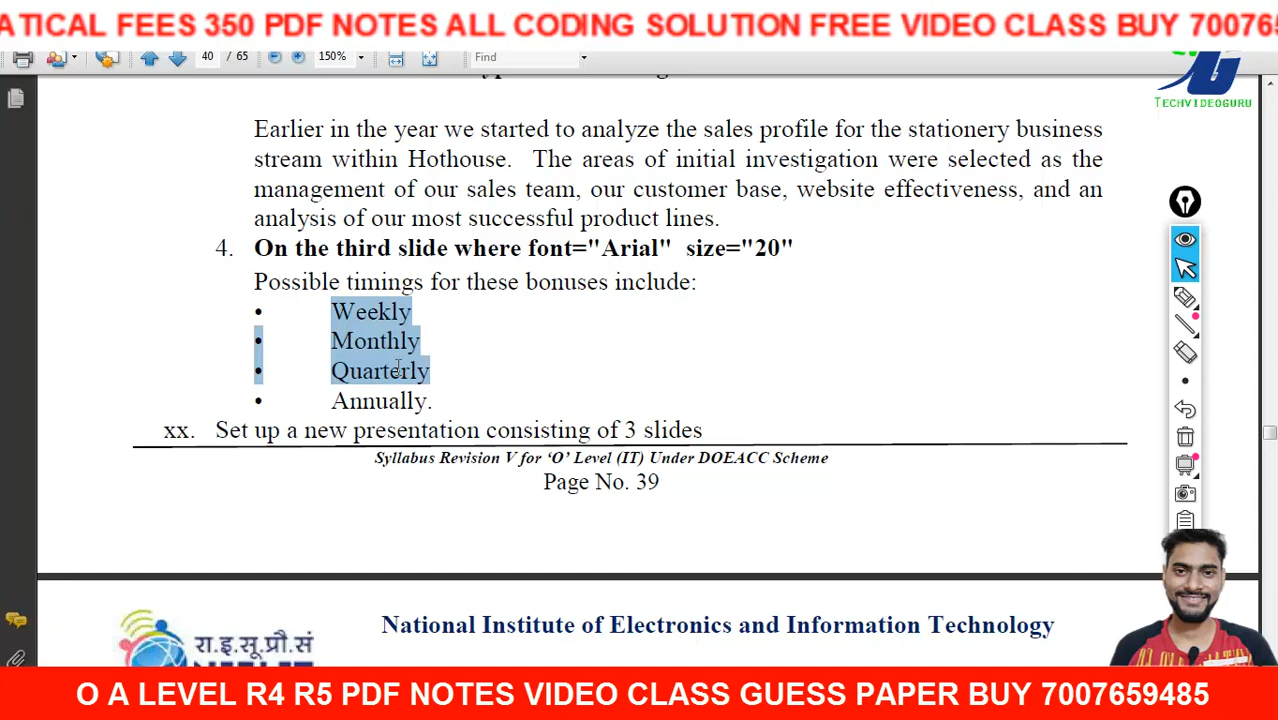 ATICAL FEES 350 PDF NOTES ALL CODING SOLUTION FREE VIDEO CLASS BUY 70076
40 / 65 150% Find
TECHVIDEOGURU
Earlier in the year we started to analyze the sales profile for the stationery business
stream within Hothouse. The areas of initial investigation were selected as the
management of our sales team, our customer base, website effectiveness, and an
analysis of our most successful product lines.
4. On the third slide where font="Arial" size="20"
Possible timings for these bonuses include:
• Weekly
• Monthly
• Quarterly
• Annually.
xx. Set up a new presentation consisting of 3 slides
Syllabus Revision V for ‘O’ Level (IT) Under DOEACC Scheme
Page No. 39
National Institute of Electronics and Information Technology
रा.इ.सू.प्रौ.सं
O A LEVEL R4 R5 PDF NOTES VIDEO CLASS GUESS PAPER BUY 7007659485